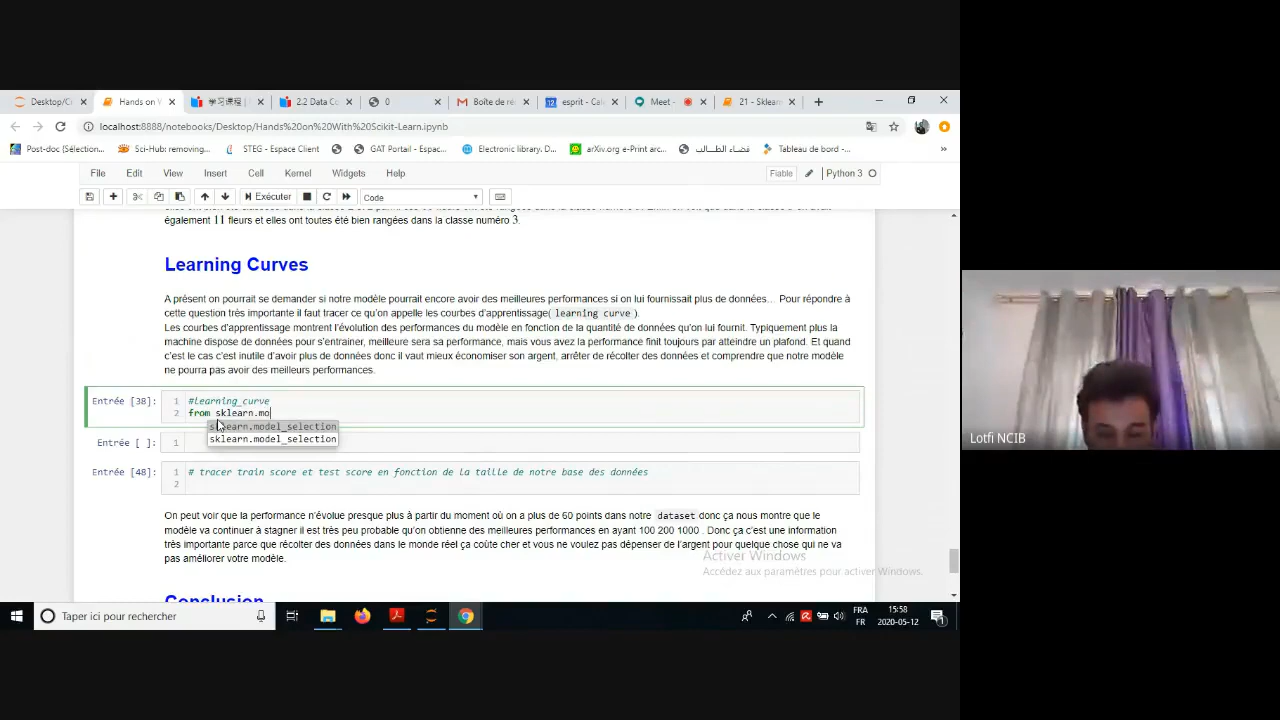 Desktop/C
Hands on V
学习课程 |
2.2 Data Co
0
Boîte de ré
esprit - Cale
Meet -
21 - Sklearn
localhost:8888/notebooks/Desktop/Hands%20on%20With%20Scikit-Learn.ipynb
Post-doc (Sélection...
Sci-Hub: removing...
STEG - Espace Client
GAT Portail - Espac...
Electronic library. D...
arXiv.org e-Print arc...
فضاء الطالب
Tableau de bord -...
»
File
Edit
View
Insert
Cell
Kernel
Widgets
Help
Fiable
Python 3
Exécuter
Code
également 11 fleurs et elles ont toutes été bien rangées dans la classe numéro 3.
Learning Curves
A présent on pourrait se demander si notre modèle pourrait encore avoir des meilleures performances si on lui fournissait plus de données... Pour répondre à
cette question très importante il faut tracer ce qu'on appelle les courbes d'apprentissage( learning curve ).
Les courbes d'apprentissage montrent l'évolution des performances du modèle en fonction de la quantité de données qu'on lui fournit. Typiquement plus la
machine dispose de données pour s'entrainer, meilleure sera sa performance, mais vous avez la performance finit toujours par atteindre un plafond. Et quand
c'est le cas c'est inutile d'avoir plus de données donc il vaut mieux économiser son argent, arrêter de récolter des données et comprendre que notre modèle
ne pourra pas avoir des meilleurs performances.
Entrée [38]:
1 #learning_curve
2 from sklearn.mo
sklearn.model_selection
sklearn.model_selection
Entrée [ ]:
1
Entrée [48]:
1 # tracer train score et test score en fonction de la taille de notre base des données
2
On peut voir que la performance n'évolue presque plus à partir du moment où on a plus de 60 points dans notre dataset donc ça nous montre que le
modèle va continuer à stagner il est très peu probable qu'on obtienne des meilleures performances en ayant 100 200 1000 . Donc ça c'est une information
très importante parce que récolter des données dans le monde réel ça coûte cher et vous ne voulez pas dépenser de l'argent pour quelque chose qui ne va
pas améliorer votre modèle.
Activer Windows
Accédez aux paramètres pour activer Windows.
Conclusion
Lotfi NCIB
Taper ici pour rechercher
FRA
FR
15:58
2020-05-12
1